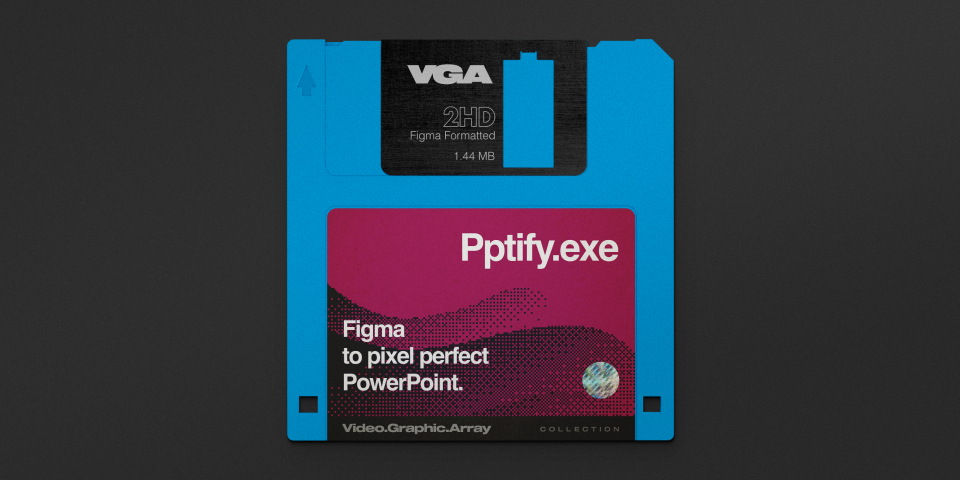 VGA
2HD
Figma Formatted
1.44 MB
Pptify.exe
Figma
to pixel perfect
PowerPoint.
Video.Graphic.Array
COLLECTION